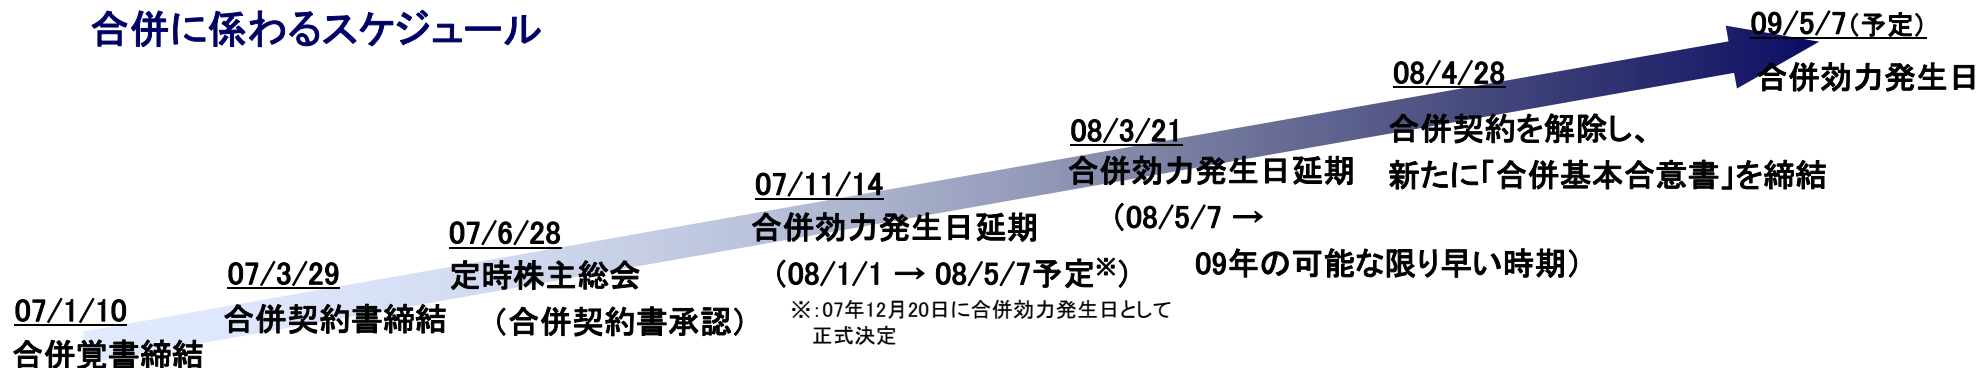 合併に係わるスケジュール
07/1/10
合併覚書締結
07/3/29
合併契約書締結
07/6/28
定時株主総会
（合併契約書承認）
07/11/14
合併効力発生日延期
（08/1/1 → 08/5/7予定※）
※：07年12月20日に合併効力発生日として
正式決定
08/3/21
合併効力発生日延期
（08/5/7 →
09年の可能な限り早い時期）
08/4/28
合併契約を解除し、
新たに「合併基本合意書」を締結
09/5/7（予定）
合併効力発生日